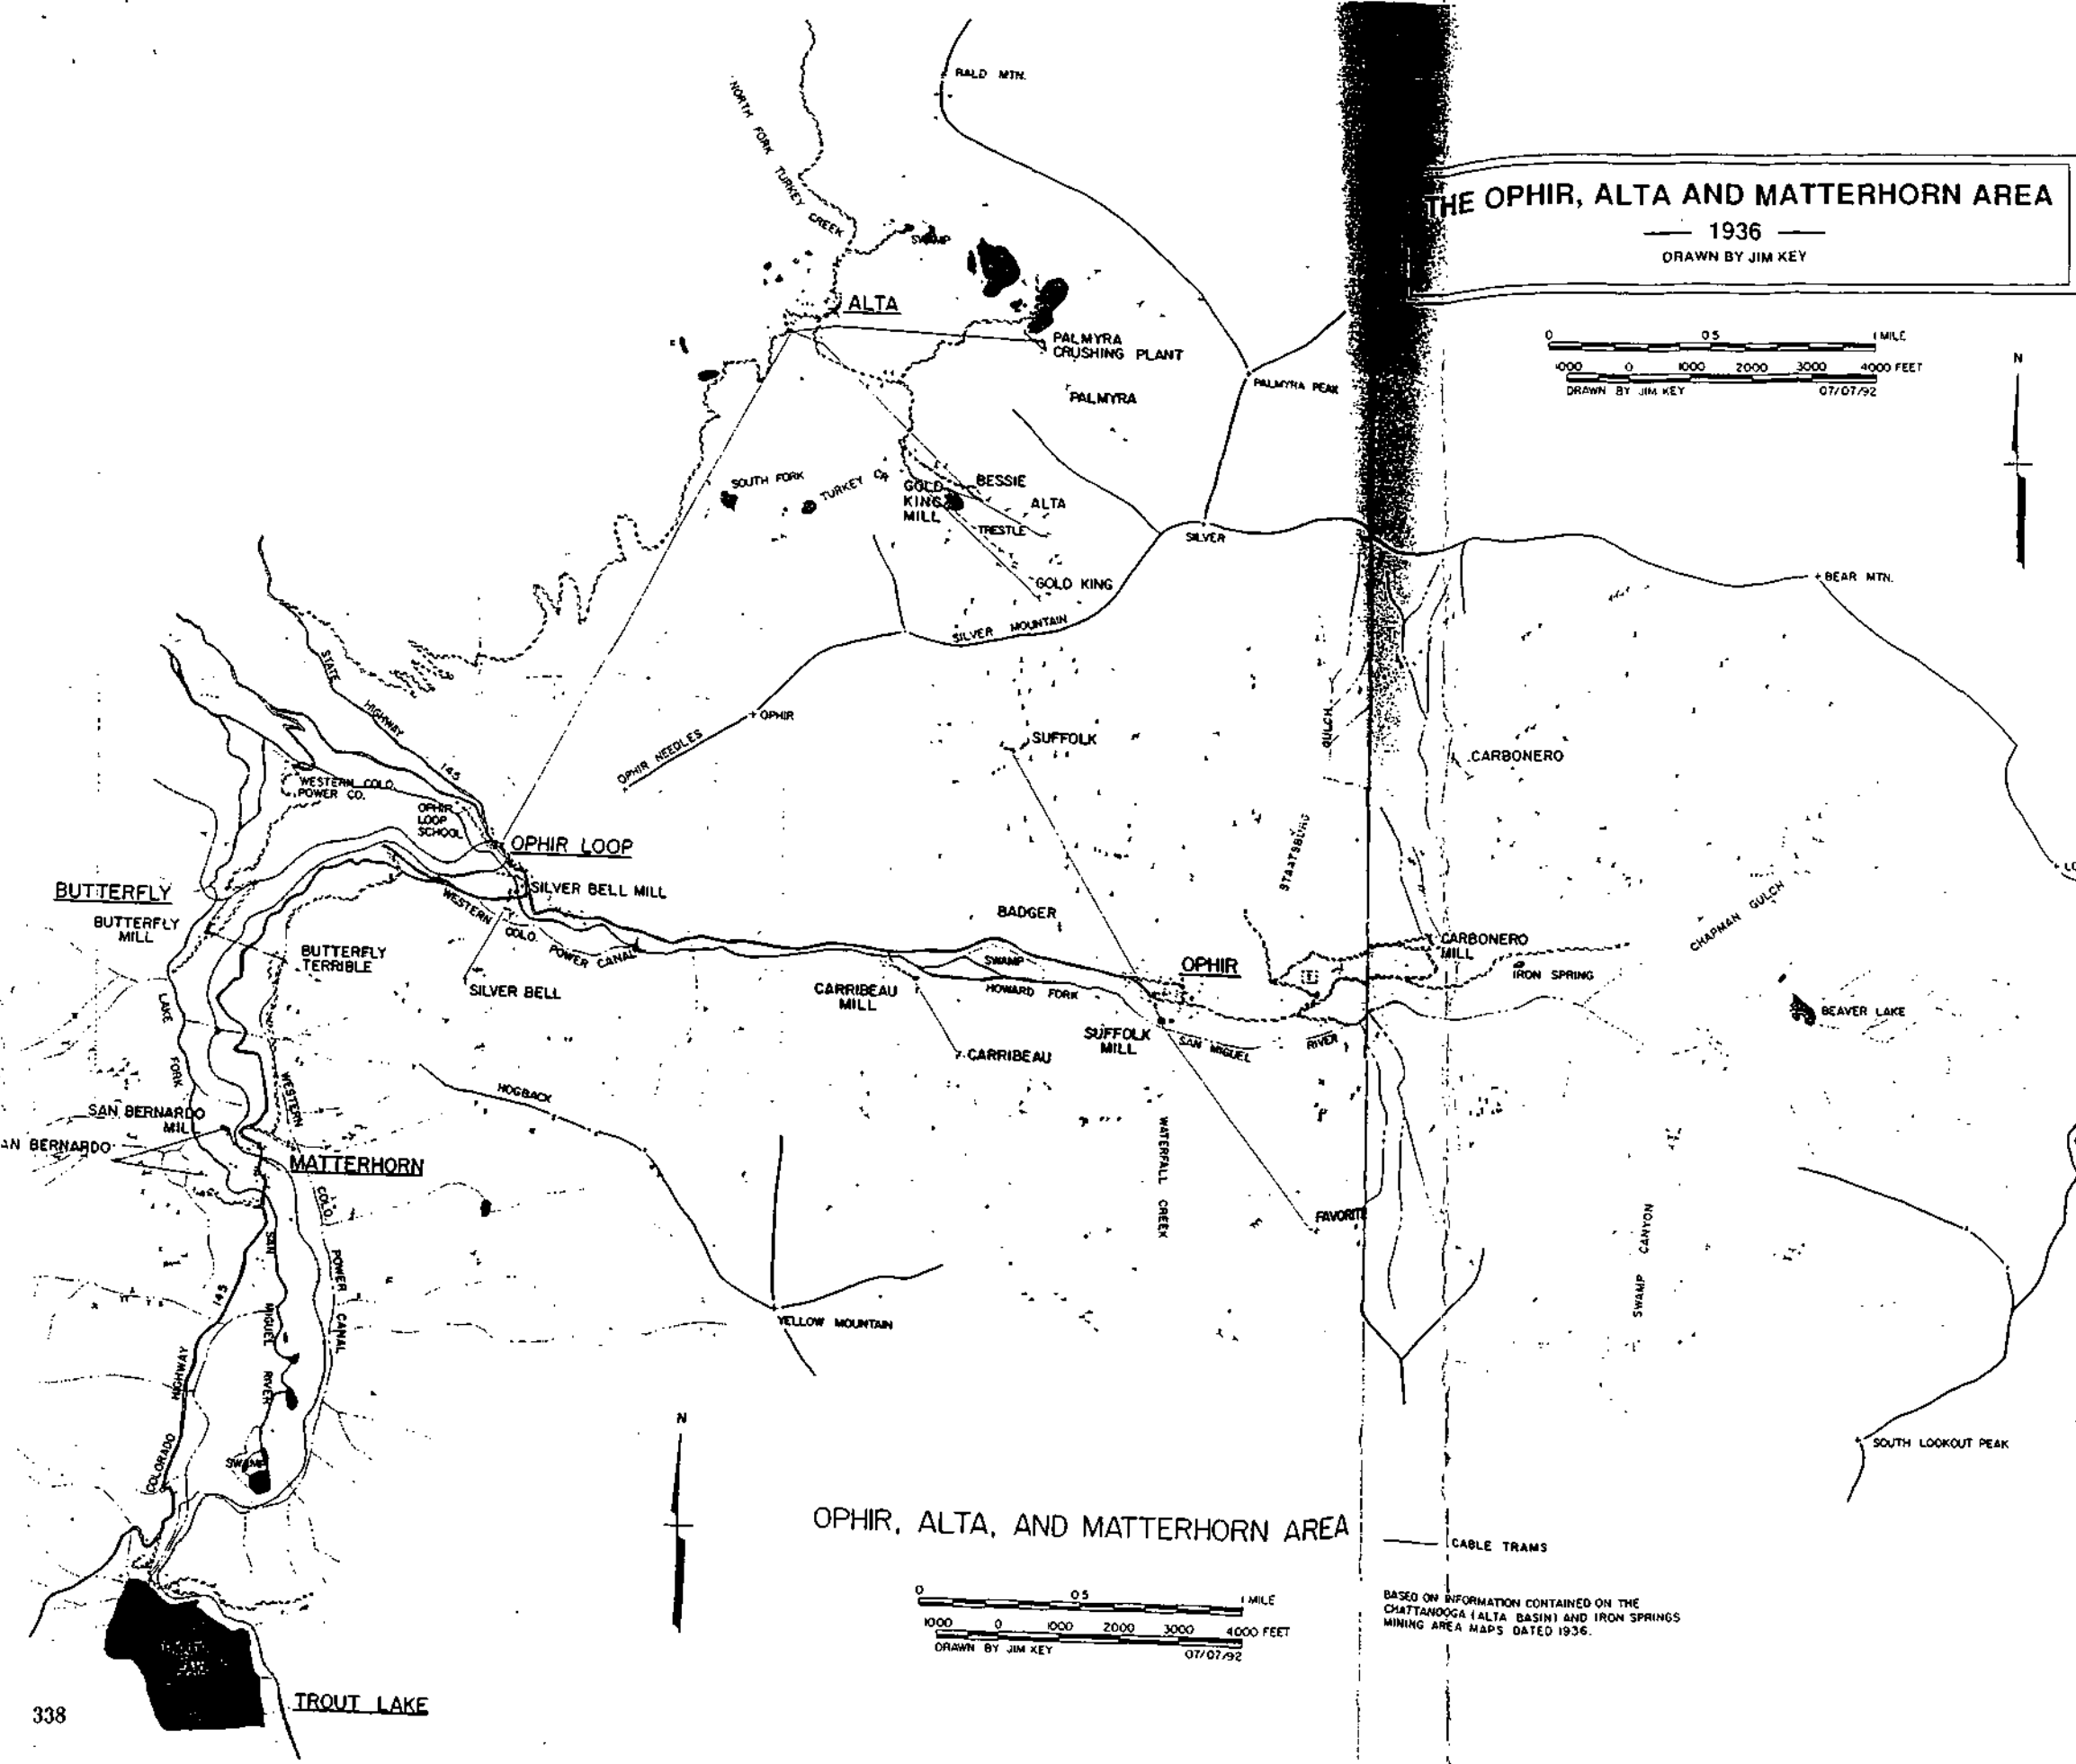 BALD MTN.
NORTH FORK TURKEY CREEK
THE OPHIR, ALTA AND MATTERHORN AREA
1936
DRAWN BY JIM KEY
SWAMP
ALTA
PALMYRA
CRUSHING PLANT
0 0.5 1 MILE
1000 0 1000 2000 3000 4000 FEET
DRAWN BY JIM KEY 07/07/92
N
PALMYRA PEAK
PALMYRA
SOUTH FORK TURKEY CR
GOLD
KING
MILL
BESSIE
ALTA
TRESTLE
SILVER
GOLD KING
BEAR MTN.
SILVER MOUNTAIN
STATE HIGHWAY 145
OPHIR
OPHIR NEEDLES
SUFFOLK
GULCH
CARBONERO
WESTERN COLO.
POWER CO.
OPHIR
LOOP
SCHOOL
OPHIR LOOP
STAATSBURG
BUTTERFLY
SILVER BELL MILL
BUTTERFLY
MILL
WESTERN COLO. POWER CANAL
BADGER
CHAPMAN GULCH
CARBONERO
MILL
BUTTERFLY
TERRIBLE
SWAMP
OPHIR
IRON SPRING
SILVER BELL
CARRIBEAU
MILL
HOWARD FORK
BEAVER LAKE
LAKE FORK
SUFFOLK
MILL
SAN MIGUEL RIVER
CARRIBEAU
HOGBACK
WESTERN COLO. POWER CANAL
SAN BERNARDO
MILL
AN BERNARDO
MATTERHORN
WATERFALL CREEK
FAVORITE
SWAMP CANYON
SAN MIGUEL RIVER
145
YELLOW MOUNTAIN
COLORADO HIGHWAY
N
SOUTH LOOKOUT PEAK
SWAMP
OPHIR, ALTA, AND MATTERHORN AREA
CABLE TRAMS
0 0.5 1 MILE
1000 0 1000 2000 3000 4000 FEET
DRAWN BY JIM KEY 07/07/92
BASED ON INFORMATION CONTAINED ON THE
CHATTANOOGA (ALTA BASIN) AND IRON SPRINGS
MINING AREA MAPS DATED 1936.
TROUT LAKE
338